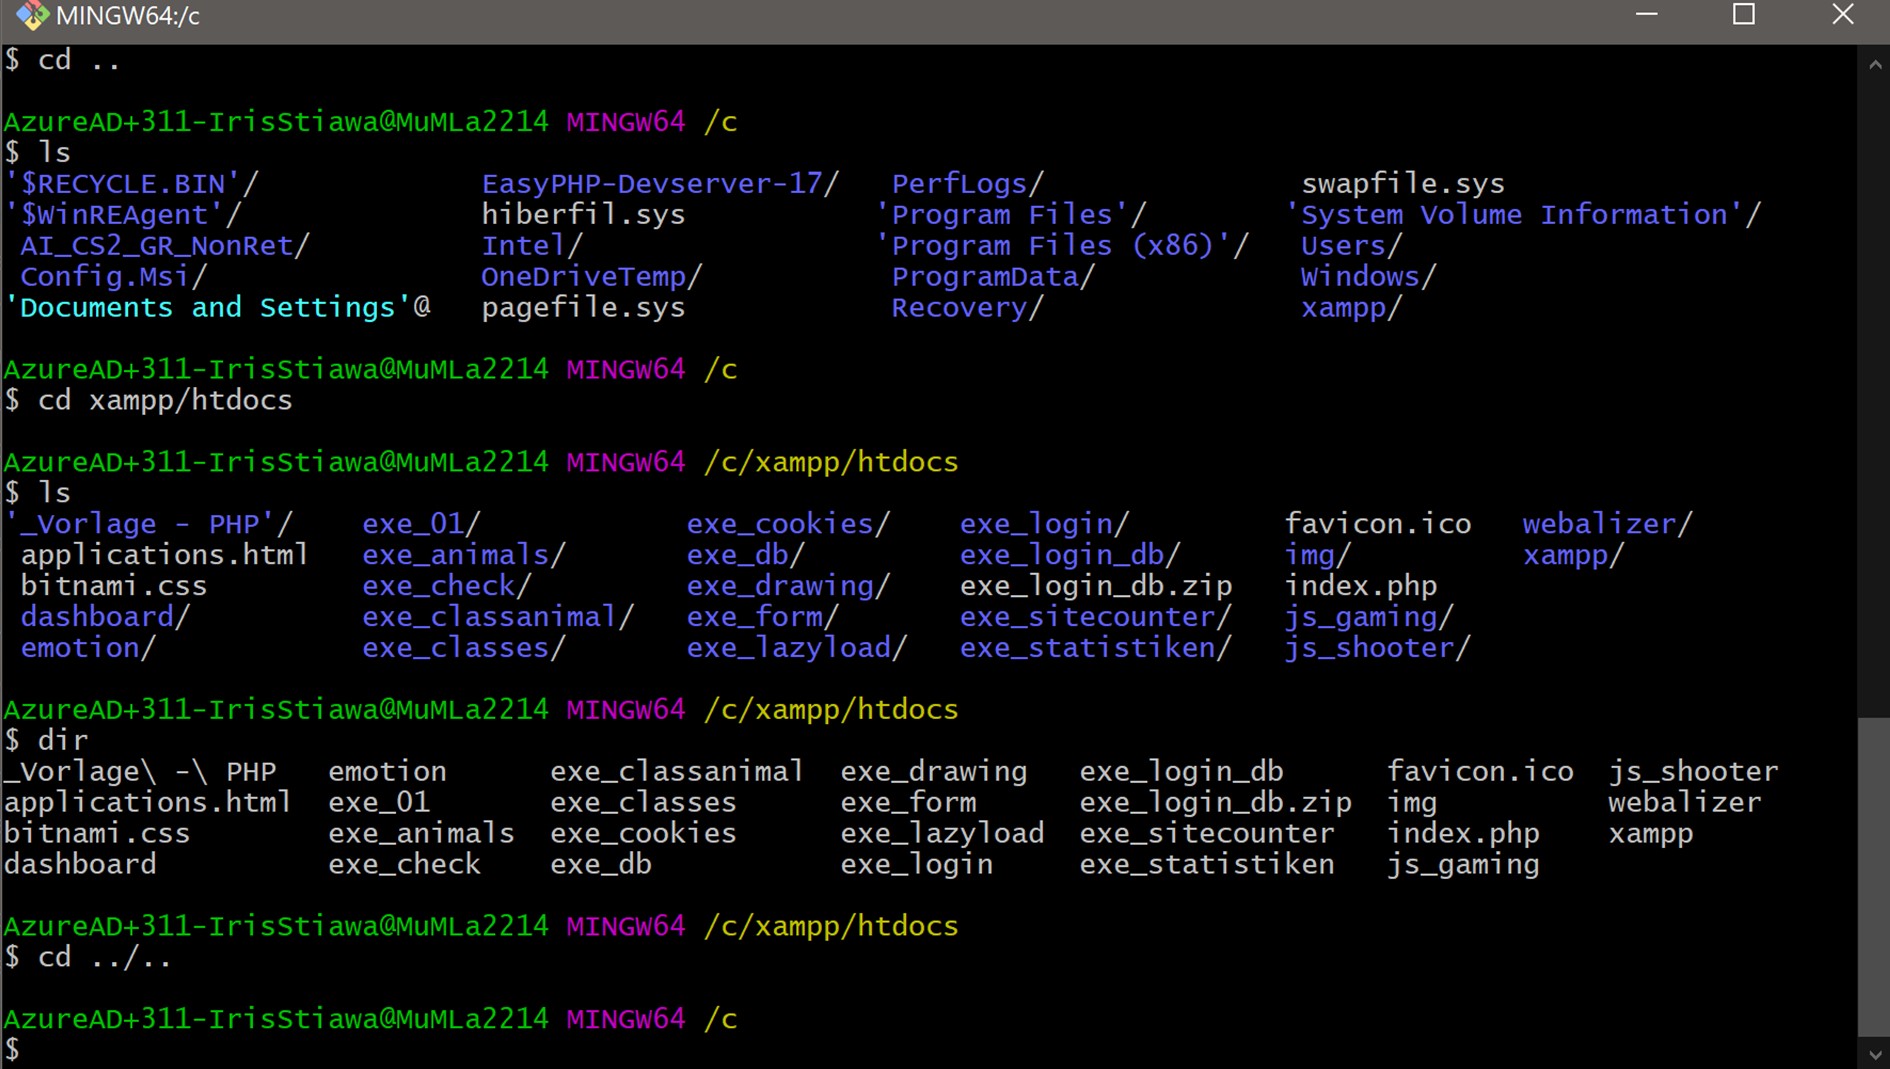 MINGW64:/c
$ cd ..
AzureAD+311-IrisStiawa@MuMLa2214 MINGW64 /c
$ ls
'$RECYCLE.BIN'/ EasyPHP-Devserver-17/ PerfLogs/ swapfile.sys
'$WinREAgent'/ hiberfil.sys 'Program Files'/ 'System Volume Information'/
AI_CS2_GR_NonRet/ Intel/ 'Program Files (x86)'/ Users/
Config.Msi/ OneDriveTemp/ ProgramData/ Windows/
'Documents and Settings'@ pagefile.sys Recovery/ xampp/
AzureAD+311-IrisStiawa@MuMLa2214 MINGW64 /c
$ cd xampp/htdocs
AzureAD+311-IrisStiawa@MuMLa2214 MINGW64 /c/xampp/htdocs
$ ls
'_Vorlage - PHP'/ exe_01/ exe_cookies/ exe_login/ favicon.ico webalizer/
applications.html exe_animals/ exe_db/ exe_login_db/ img/ xampp/
bitnami.css exe_check/ exe_drawing/ exe_login_db.zip index.php
dashboard/ exe_classanimal/ exe_form/ exe_sitecounter/ js_gaming/
emotion/ exe_classes/ exe_lazyload/ exe_statistiken/ js_shooter/
AzureAD+311-IrisStiawa@MuMLa2214 MINGW64 /c/xampp/htdocs
$ dir
_Vorlage\ -\ PHP emotion exe_classanimal exe_drawing exe_login_db favicon.ico js_shooter
applications.html exe_01 exe_classes exe_form exe_login_db.zip img webalizer
bitnami.css exe_animals exe_cookies exe_lazyload exe_sitecounter index.php xampp
dashboard exe_check exe_db exe_login exe_statistiken js_gaming
AzureAD+311-IrisStiawa@MuMLa2214 MINGW64 /c/xampp/htdocs
$ cd ../..
AzureAD+311-IrisStiawa@MuMLa2214 MINGW64 /c
$